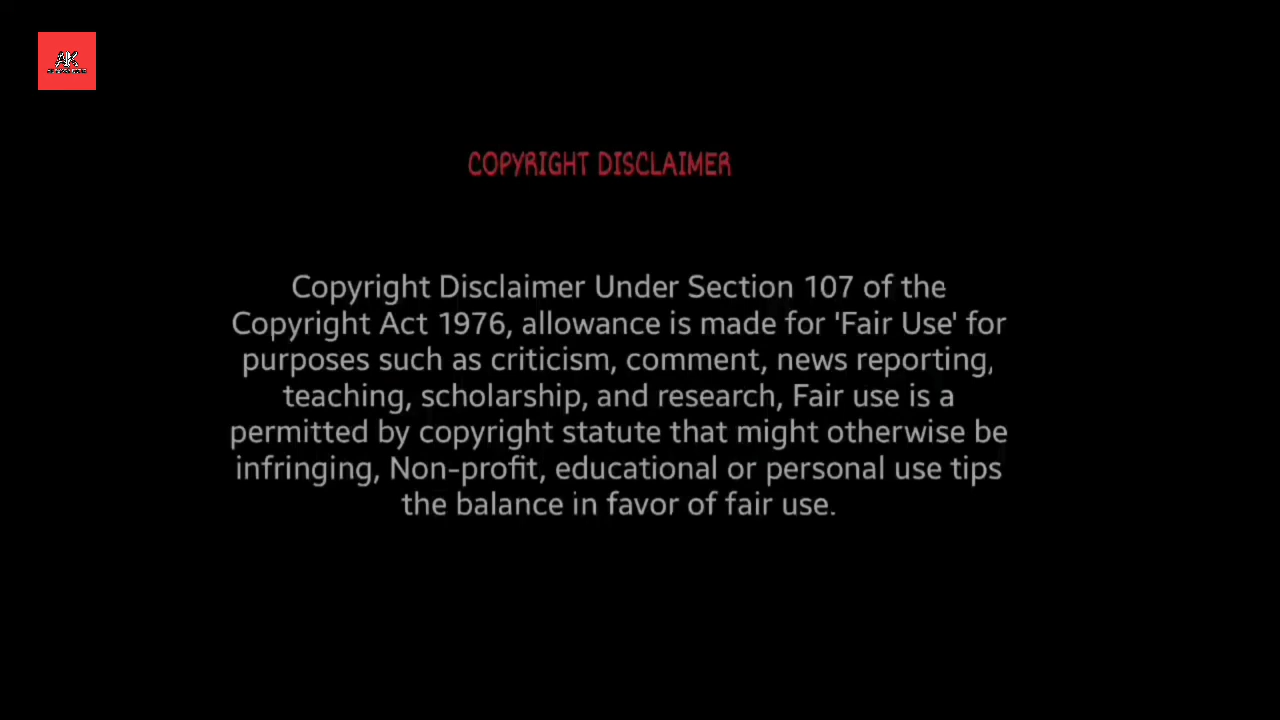 AK
COPYRIGHT DISCLAIMER
Copyright Disclaimer Under Section 107 of the
Copyright Act 1976, allowance is made for 'Fair Use' for
purposes such as criticism, comment, news reporting,
teaching, scholarship, and research, Fair use is a
permitted by copyright statute that might otherwise be
infringing, Non-profit, educational or personal use tips
the balance in favor of fair use.